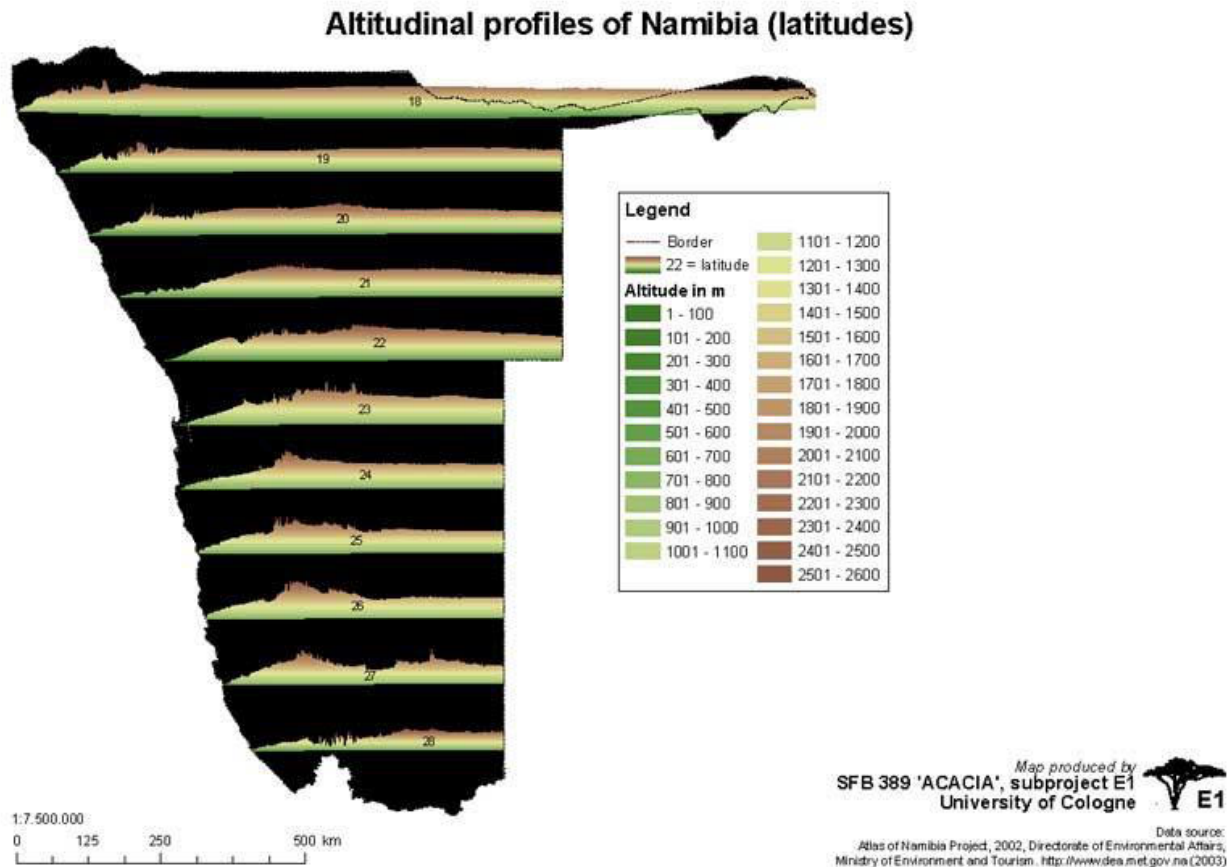 Altitudinal profiles of Namibia (latitudes)
18
19
20
21
22
23
24
25
26
27
28
Legend
Border
22 = latitude
Altitude in m
1 - 100
101 - 200
201 - 300
301 - 400
401 - 500
501 - 600
601 - 700
701 - 800
801 - 900
901 - 1000
1001 - 1100
1101 - 1200
1201 - 1300
1301 - 1400
1401 - 1500
1501 - 1600
1601 - 1700
1701 - 1800
1801 - 1900
1901 - 2000
2001 - 2100
2101 - 2200
2201 - 2300
2301 - 2400
2401 - 2500
2501 - 2600
1:7.500.000
0 125 250 500 km
Map produced by
SFB 389 'ACACIA', subproject E1
University of Cologne
E1
Data source:
Atlas of Namibia Project, 2002, Directorate of Environmental Affairs,
Ministry of Environment and Tourism. http://www.dea.met.gov.na (2003)